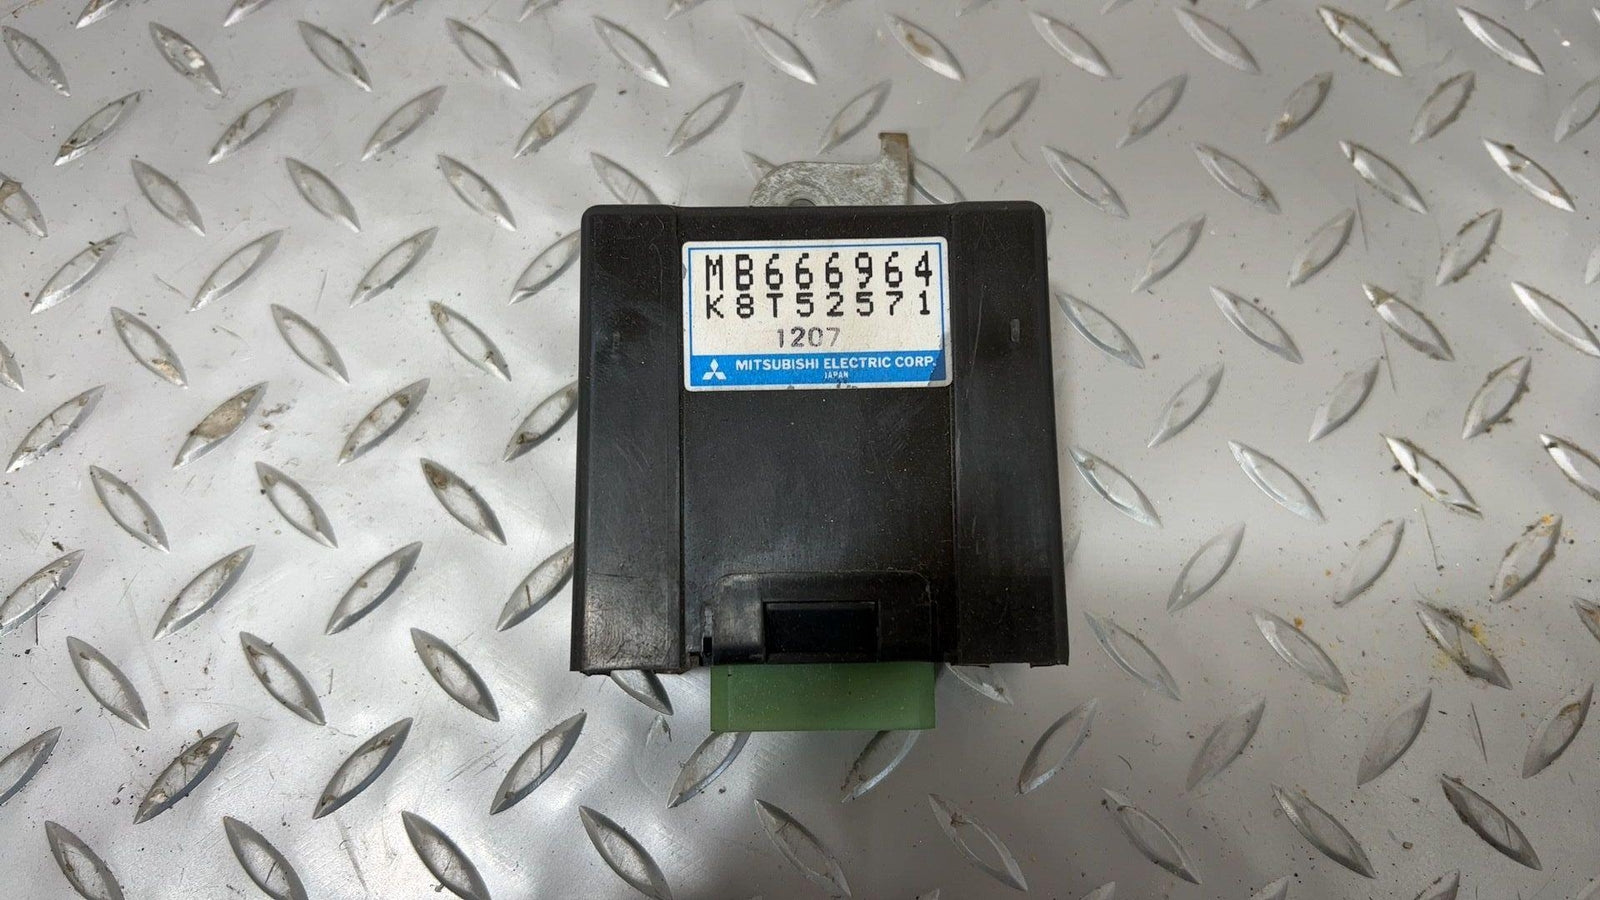 MB666964
K8T52571
1207
MITSUBISHI ELECTRIC CORP.
JAPAN